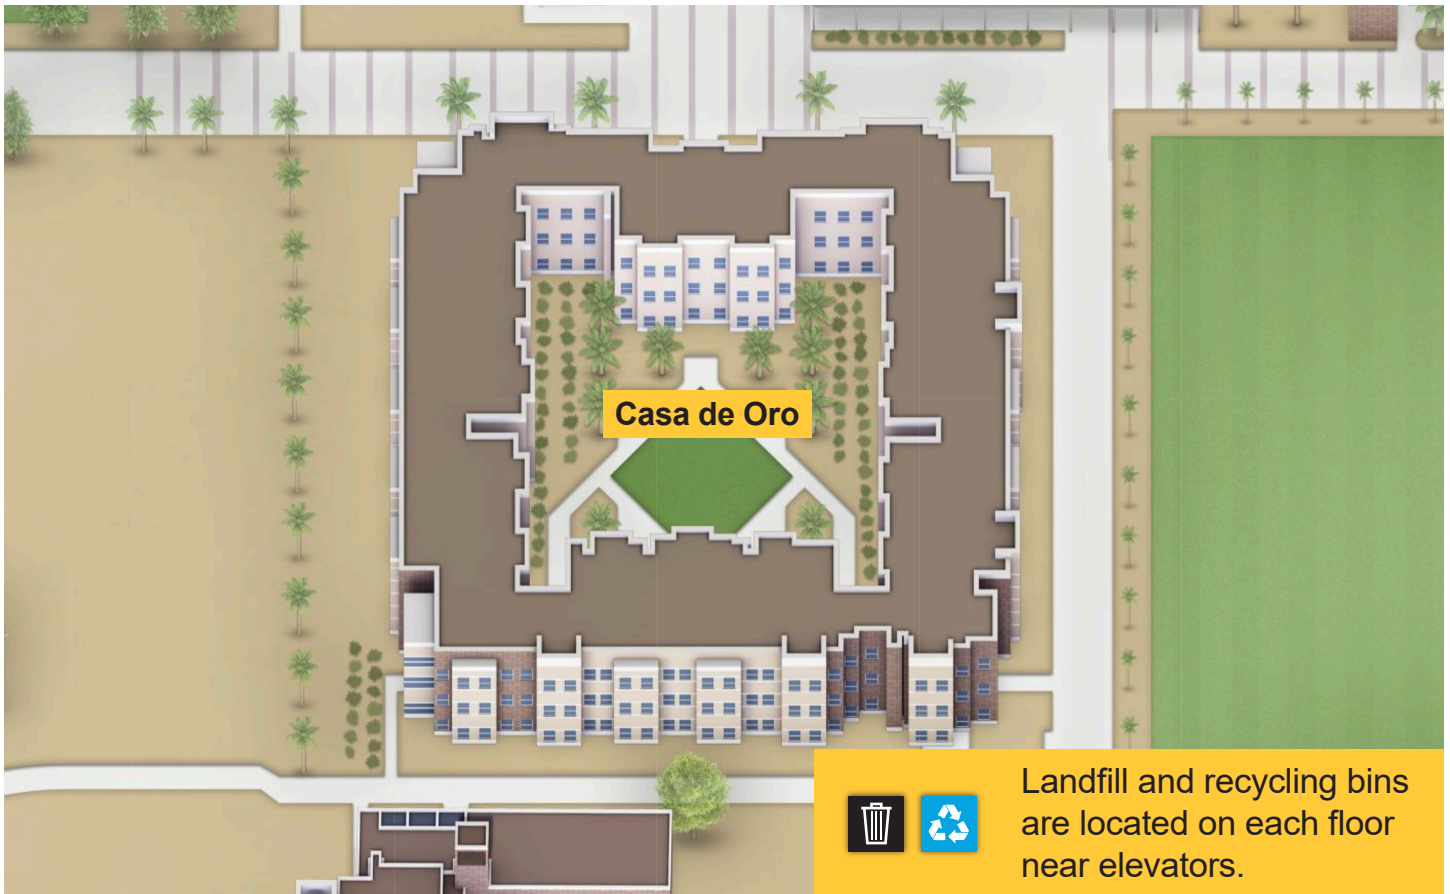 Casa de Oro
Landfill and recycling bins
are located on each floor
near elevators.